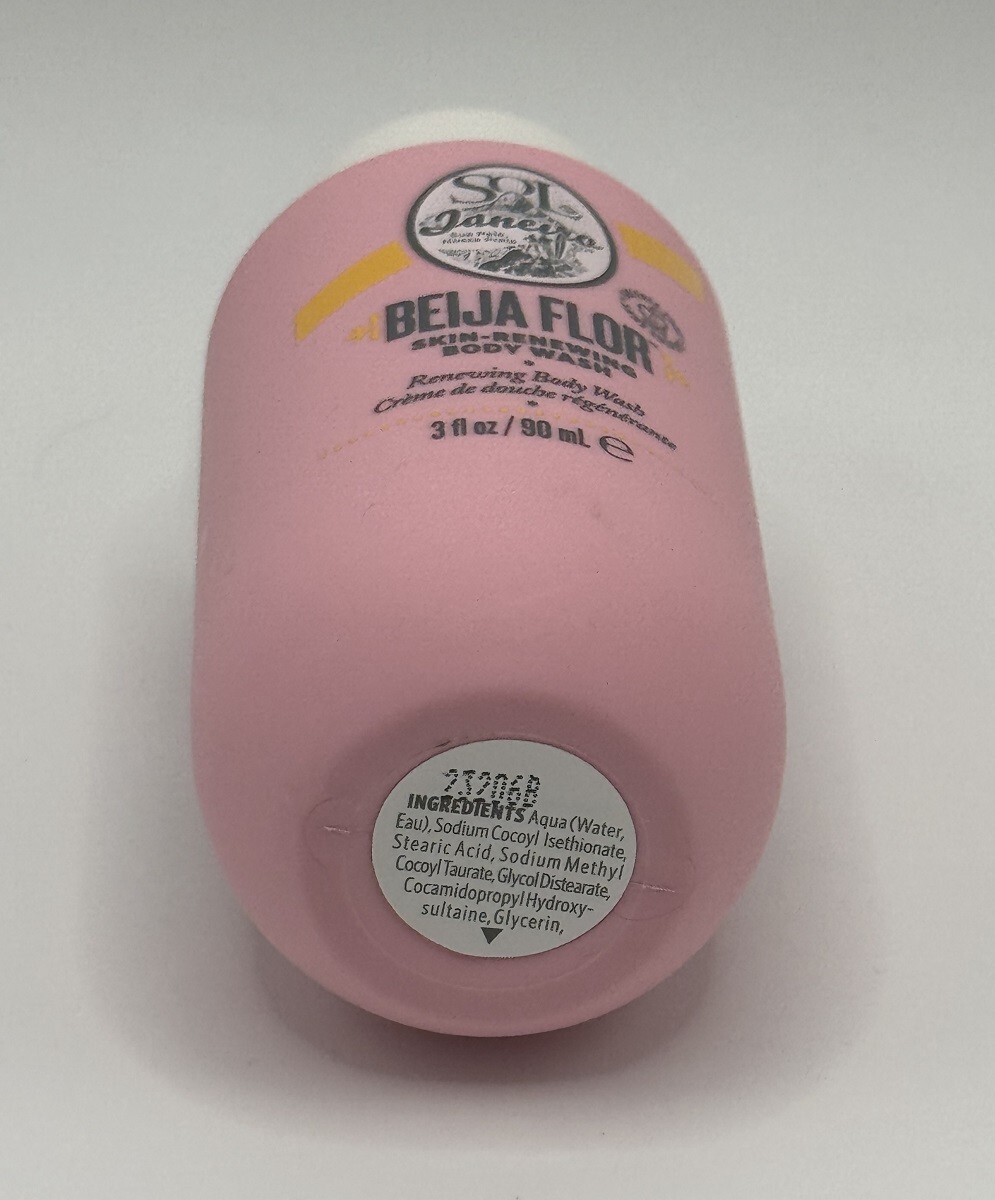 SOL de
Janeiro
BEIJA FLOR
SKIN-RENEWING
BODY WASH
Renewing Body Wash
Crème de douche régénérante
3 fl oz / 90 mL ℮
23206B
INGREDIENTS Aqua (Water,
Eau), Sodium Cocoyl Isethionate,
Stearic Acid, Sodium Methyl
Cocoyl Taurate, Glycol Distearate,
Cocamidopropyl Hydroxy-
sultaine, Glycerin,